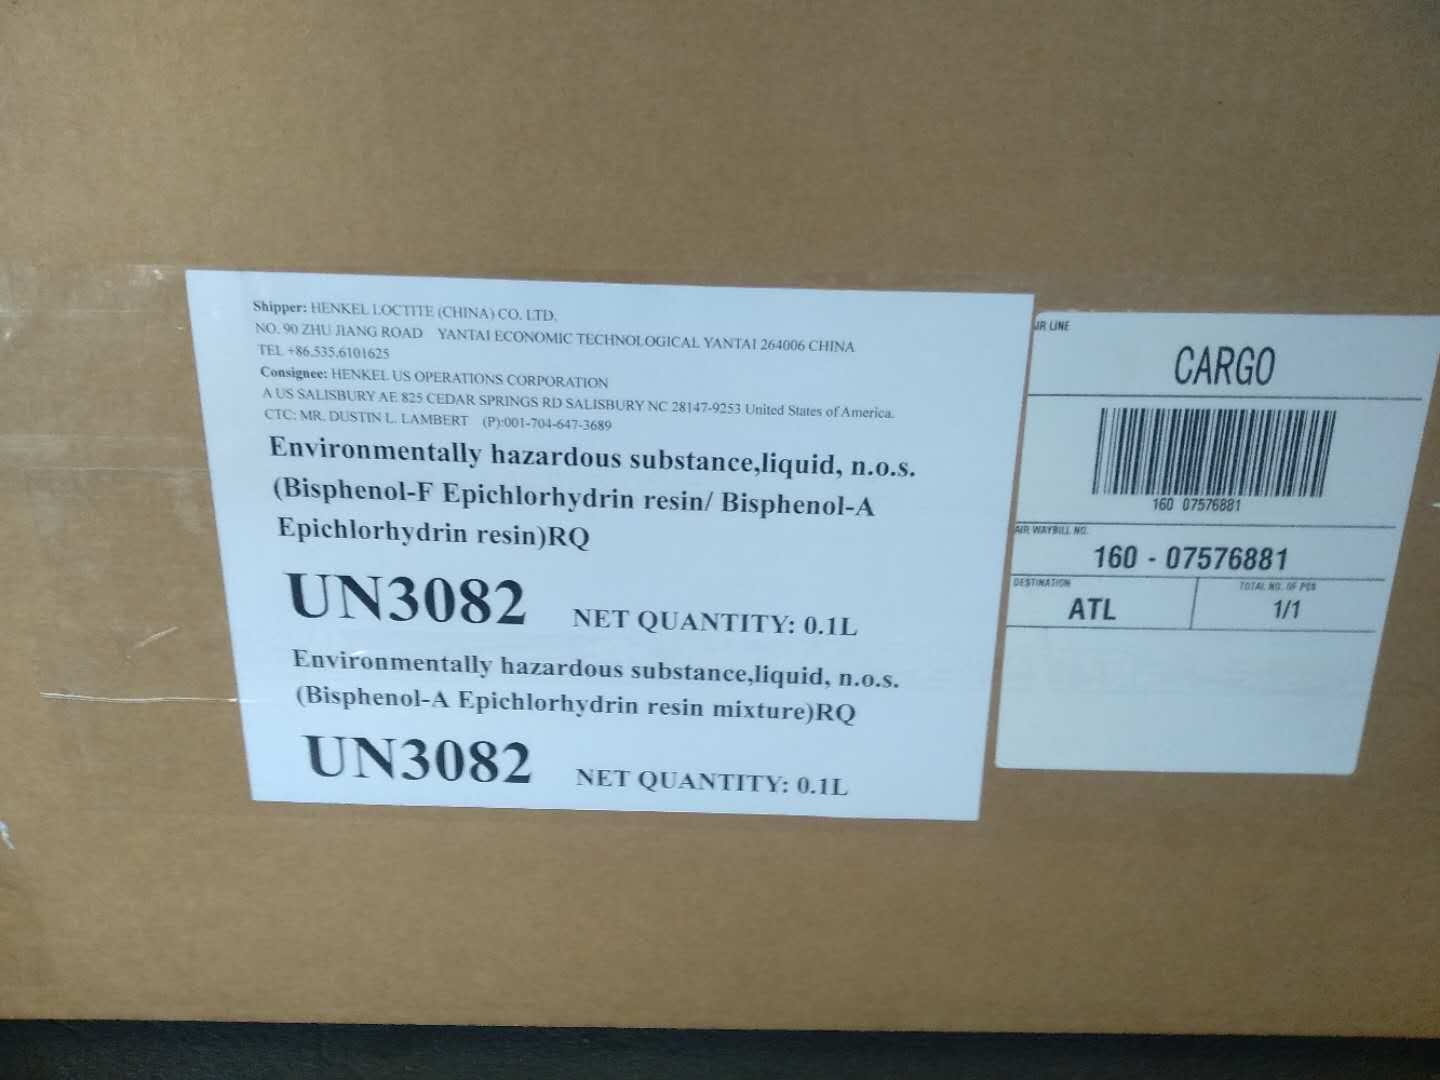 Shipper: HENKEL LOCTITE (CHINA) CO. LTD.
NO. 90 ZHU JIANG ROAD YANTAI ECONOMIC TECHNOLOGICAL YANTAI 264006 CHINA
TEL +86.535.6101625
Consignee: HENKEL US OPERATIONS CORPORATION
A US SALISBURY AE 825 CEDAR SPRINGS RD SALISBURY NC 28147-9253 United States of America.
CTC: MR. DUSTIN L. LAMBERT (P):001-704-647-3689
Environmentally hazardous substance,liquid, n.o.s.
(Bisphenol-F Epichlorhydrin resin/ Bisphenol-A
Epichlorhydrin resin)RQ
UN3082 NET QUANTITY: 0.1L
Environmentally hazardous substance,liquid, n.o.s.
(Bisphenol-A Epichlorhydrin resin mixture)RQ
UN3082 NET QUANTITY: 0.1L
IR LINE
CARGO
160 07576881
AIR WAYBILL NO.
160 - 07576881
DESTINATION TOTAL NO. OF PCS
ATL 1/1